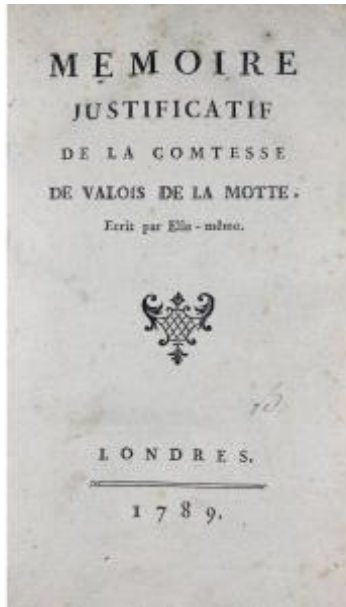 MEMOIRE
JUSTIFICATIF
DE LA COMTESSE
DE VALOIS DE LA MOTTE.
Ecrit par Elle-même.
LONDRES.
1789.